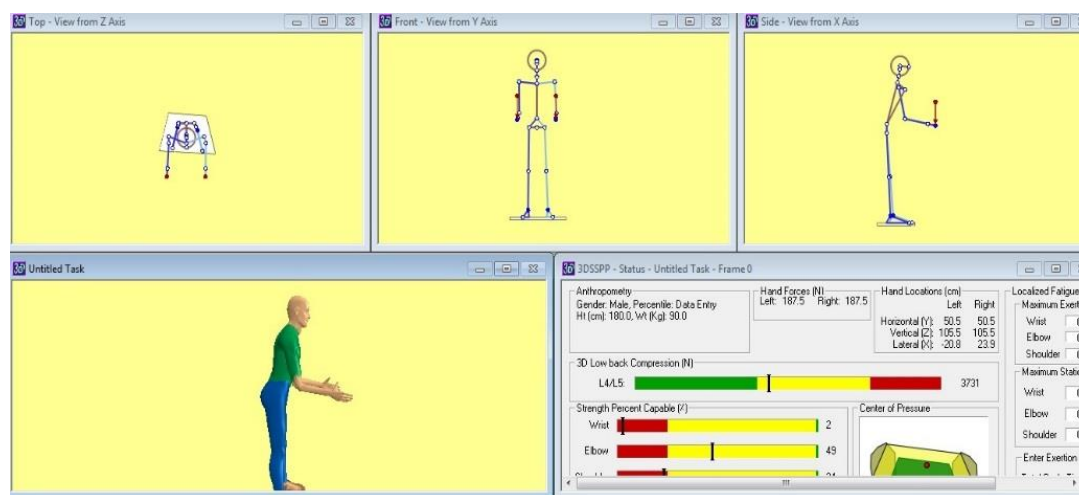 Top - View from Z Axis
Front - View from Y Axis
Side - View from X Axis
Untitled Task
3DSSPP - Status - Untitled Task - Frame 0
Anthropometry
Gender: Male, Percentile: Data Entry
Ht (cm): 180.0, Wt (Kg): 90.0
Hand Forces (N)
Left: 187.5 Right: 187.5
Hand Locations (cm)
Left Right
Horizontal (Y): 50.5 50.5
Vertical (Z): 105.5 105.5
Lateral (X): -20.8 23.9
Localized Fatigue
Maximum Exer
Wrist
Elbow
Shoulder
3D Low back Compression (N)
L4/L5: 3731
Maximum Static
Wrist
Elbow
Shoulder
Strength Percent Capable (%)
Wrist 2
Elbow 49
Center of Pressure
Enter Exertion